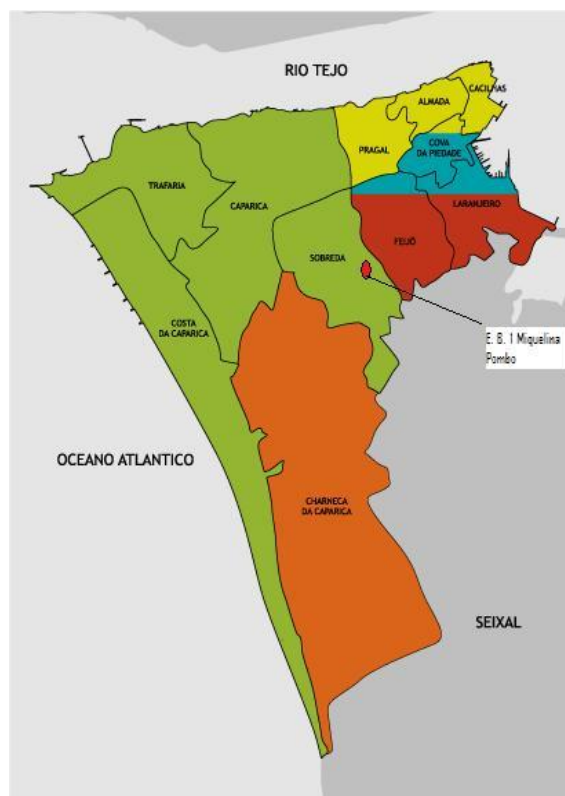 RIO TEJO
CACILHAS
ALMADA
PRAGAL
COVA
DA PIEDADE
TRAFARIA
CAPARICA
LARANJEIRO
FEIJÓ
SOBREDA
COSTA
DA CAPARICA
E. B. 1 Miquelina
Pombo
OCEANO ATLANTICO
CHARNECA
DA CAPARICA
SEIXAL